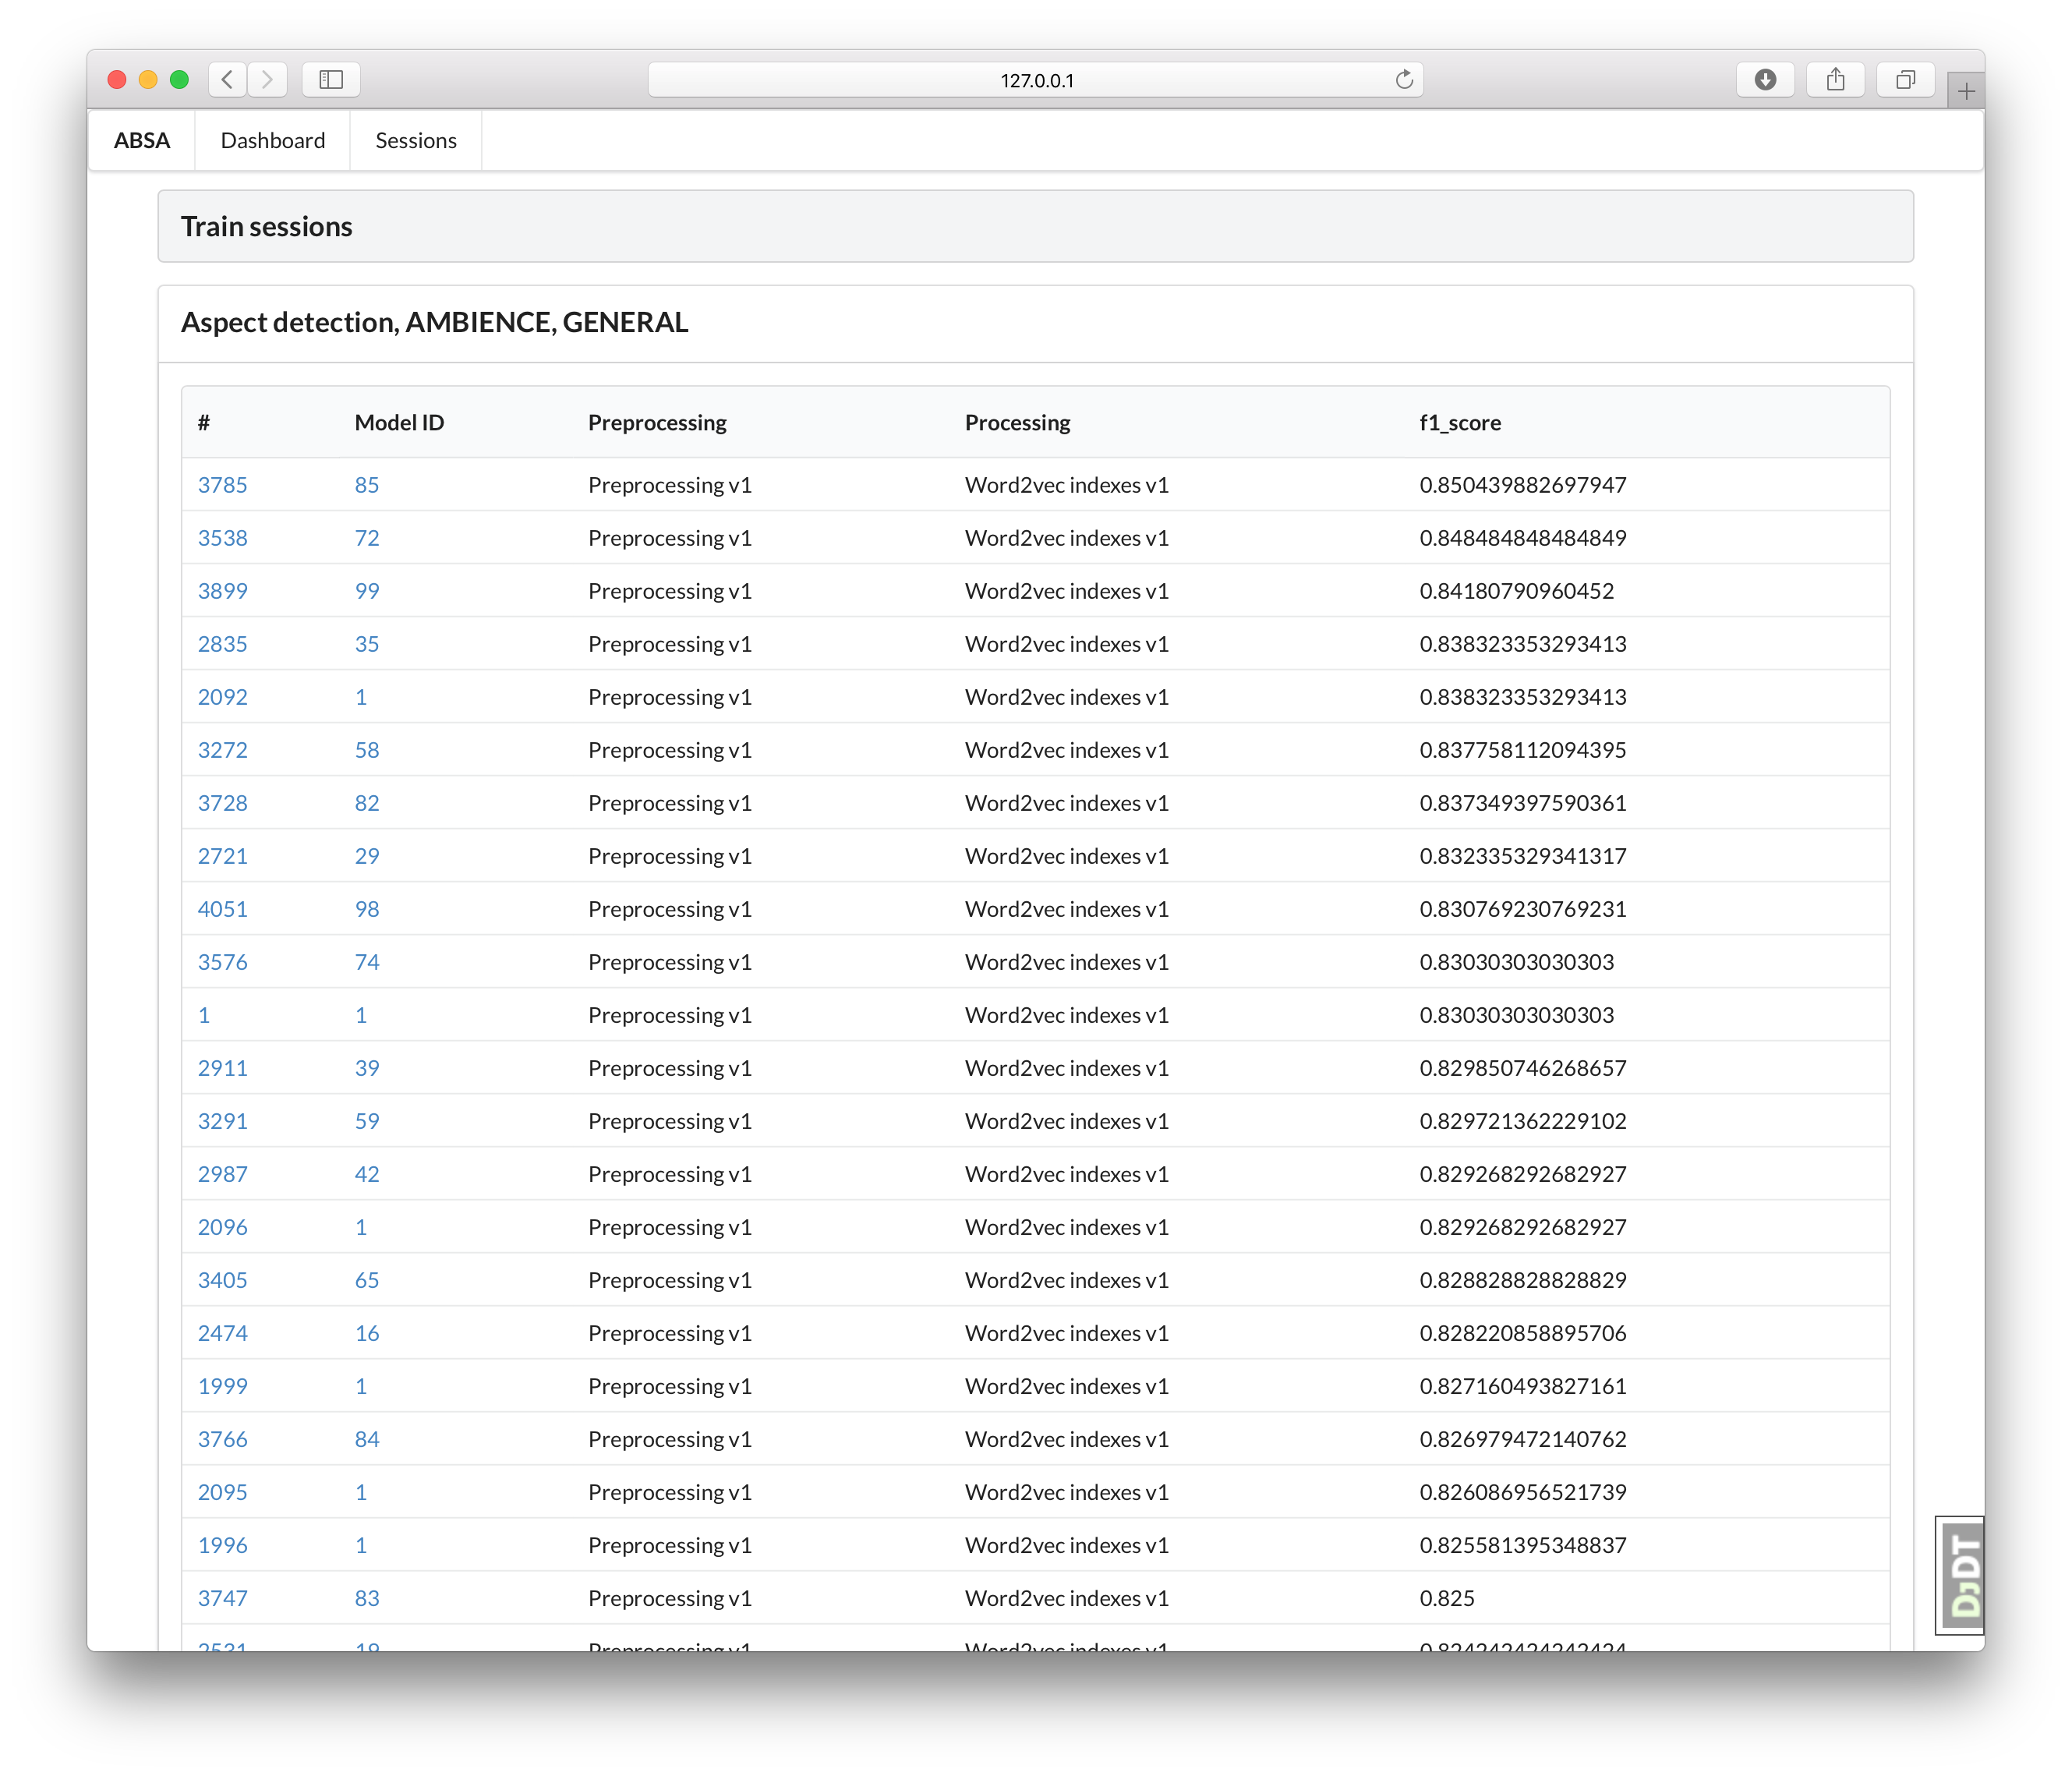 127.0.0.1
ABSA Dashboard Sessions
Train sessions
Aspect detection, AMBIENCE, GENERAL
# Model ID Preprocessing Processing f1_score
3785 85 Preprocessing v1 Word2vec indexes v1 0.850439882697947
3538 72 Preprocessing v1 Word2vec indexes v1 0.848484848484849
3899 99 Preprocessing v1 Word2vec indexes v1 0.84180790960452
2835 35 Preprocessing v1 Word2vec indexes v1 0.838323353293413
2092 1 Preprocessing v1 Word2vec indexes v1 0.838323353293413
3272 58 Preprocessing v1 Word2vec indexes v1 0.837758112094395
3728 82 Preprocessing v1 Word2vec indexes v1 0.837349397590361
2721 29 Preprocessing v1 Word2vec indexes v1 0.832335329341317
4051 98 Preprocessing v1 Word2vec indexes v1 0.830769230769231
3576 74 Preprocessing v1 Word2vec indexes v1 0.83030303030303
1 1 Preprocessing v1 Word2vec indexes v1 0.83030303030303
2911 39 Preprocessing v1 Word2vec indexes v1 0.829850746268657
3291 59 Preprocessing v1 Word2vec indexes v1 0.829721362229102
2987 42 Preprocessing v1 Word2vec indexes v1 0.829268292682927
2096 1 Preprocessing v1 Word2vec indexes v1 0.829268292682927
3405 65 Preprocessing v1 Word2vec indexes v1 0.828828828828829
2474 16 Preprocessing v1 Word2vec indexes v1 0.828220858895706
1999 1 Preprocessing v1 Word2vec indexes v1 0.827160493827161
3766 84 Preprocessing v1 Word2vec indexes v1 0.826979472140762
2095 1 Preprocessing v1 Word2vec indexes v1 0.826086956521739
1996 1 Preprocessing v1 Word2vec indexes v1 0.825581395348837
3747 83 Preprocessing v1 Word2vec indexes v1 0.825
2531 19 Preprocessing v1 Word2vec indexes v1 0.824242424242424
DJDT